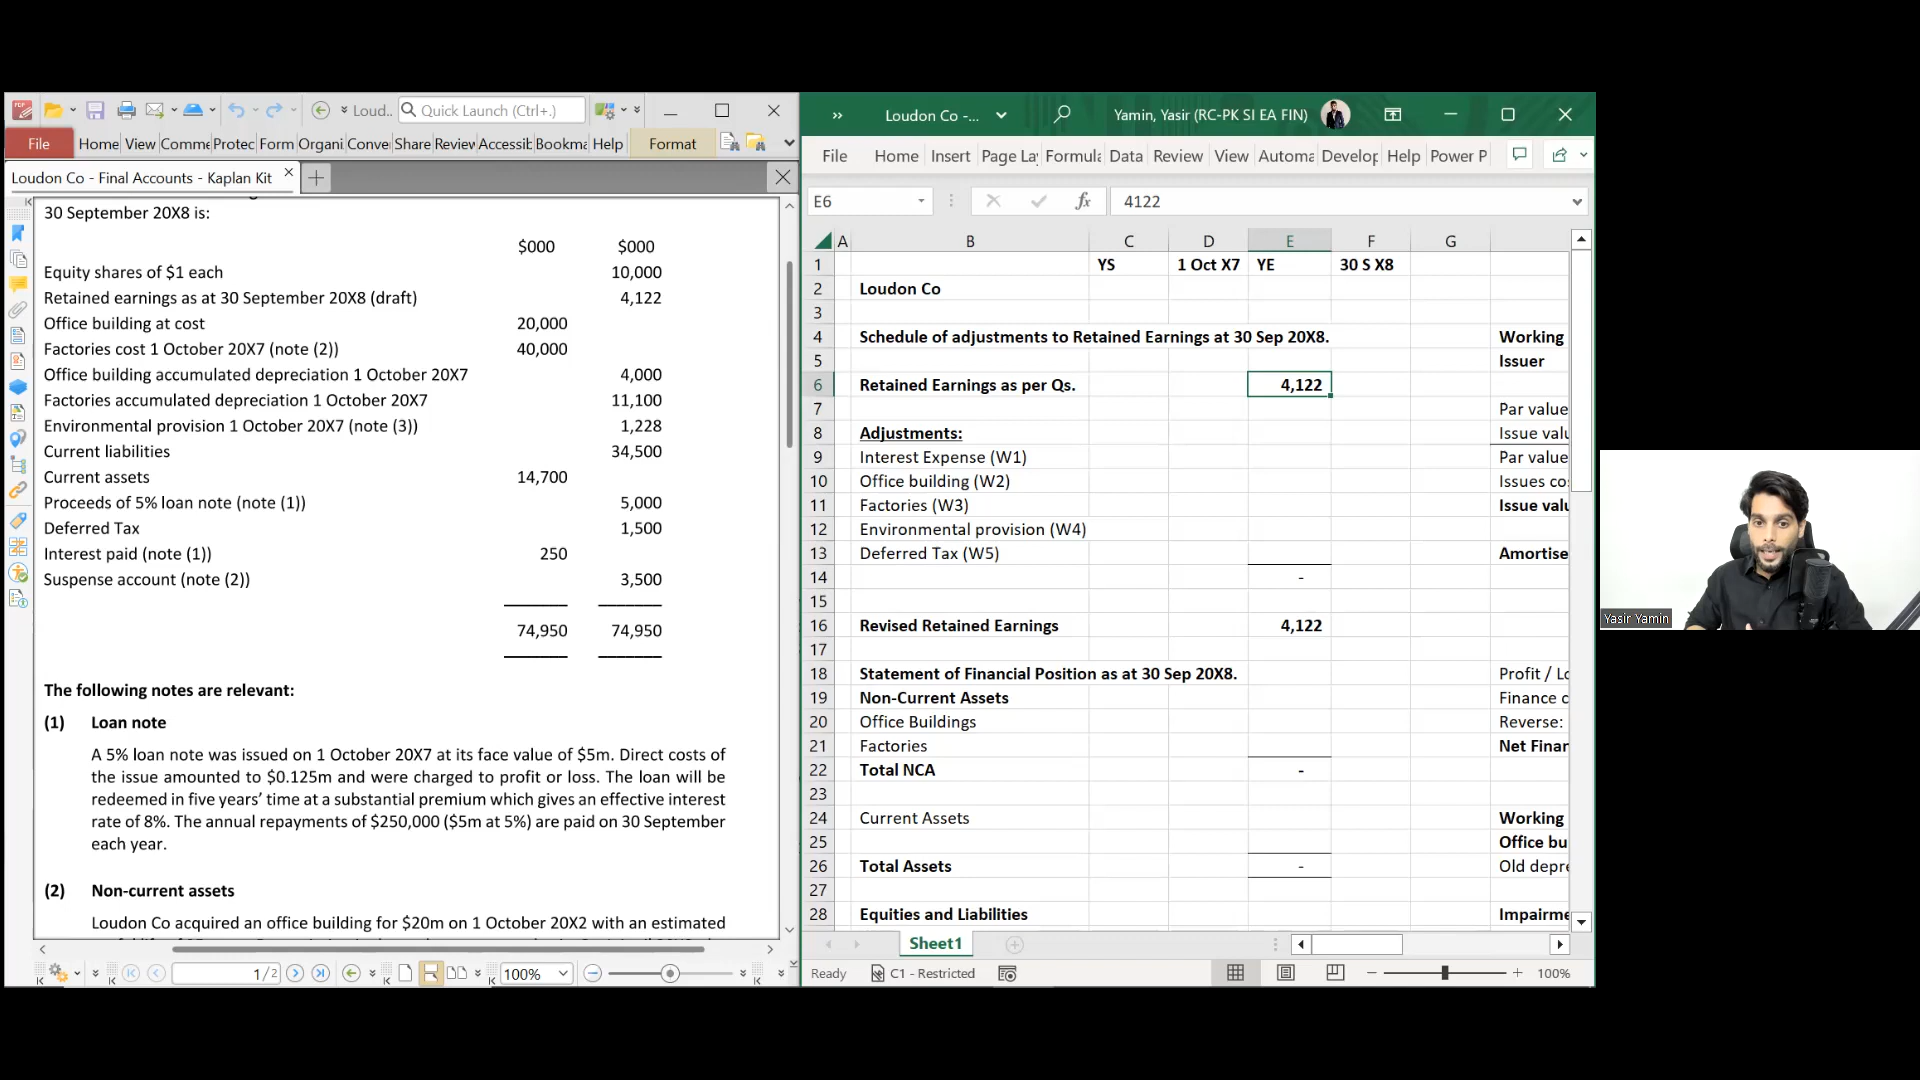 Loud..
Quick Launch (Ctrl+.)
File Home View Comme Protec Form Organi Conve Share Review Accessib Bookma Help Format
Loudon Co - Final Accounts - Kaplan Kit
30 September 20X8 is:
$000 $000
Equity shares of $1 each 10,000
Retained earnings as at 30 September 20X8 (draft) 4,122
Office building at cost 20,000
Factories cost 1 October 20X7 (note (2)) 40,000
Office building accumulated depreciation 1 October 20X7 4,000
Factories accumulated depreciation 1 October 20X7 11,100
Environmental provision 1 October 20X7 (note (3)) 1,228
Current liabilities 34,500
Current assets 14,700
Proceeds of 5% loan note (note (1)) 5,000
Deferred Tax 1,500
Interest paid (note (1)) 250
Suspense account (note (2)) 3,500
74,950 74,950
The following notes are relevant:
(1) Loan note
A 5% loan note was issued on 1 October 20X7 at its face value of $5m. Direct costs of
the issue amounted to $0.125m and were charged to profit or loss. The loan will be
redeemed in five years' time at a substantial premium which gives an effective interest
rate of 8%. The annual repayments of $250,000 ($5m at 5%) are paid on 30 September
each year.
(2) Non-current assets
Loudon Co acquired an office building for $20m on 1 October 20X2 with an estimated
1 / 2
100%
Loudon Co -...
Yamin, Yasir (RC-PK SI EA FIN)
File Home Insert Page La Formula Data Review View Automa Develop Help Power P
E6 fx 4122
A B C D E F G
1 YS 1 Oct X7 YE 30 S X8
2 Loudon Co
3
4 Schedule of adjustments to Retained Earnings at 30 Sep 20X8. Working
5 Issuer
6 Retained Earnings as per Qs. 4,122
7 Par value
8 Adjustments: Issue valu
9 Interest Expense (W1) Par value
10 Office building (W2) Issues co
11 Factories (W3) Issue valu
12 Environmental provision (W4)
13 Deferred Tax (W5) Amortise
14 -
15
16 Revised Retained Earnings 4,122
17
18 Statement of Financial Position as at 30 Sep 20X8. Profit / Lo
19 Non-Current Assets Finance c
20 Office Buildings Reverse:
21 Factories Net Finan
22 Total NCA -
23
24 Current Assets Working
25 Office bu
26 Total Assets - Old depre
27
28 Equities and Liabilities Impairme
Sheet1
Ready C1 - Restricted 100%
Yasir Yamin